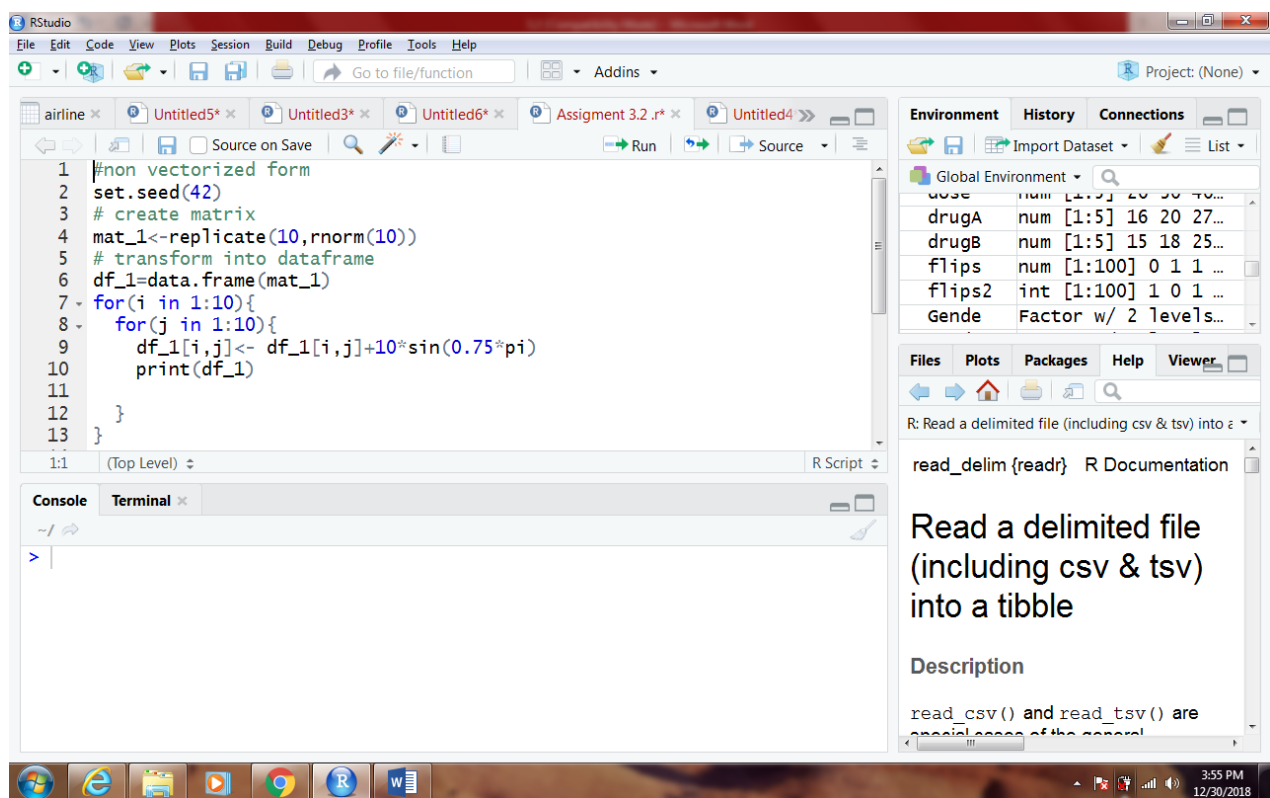 RStudio
File Edit Code View Plots Session Build Debug Profile Tools Help
Go to file/function Addins Project: (None)
airline Untitled5* Untitled3* Untitled6* Assigment 3.2 .r* Untitled4
Source on Save Run Source
1 #non vectorized form
2 set.seed(42)
3 # create matrix
4 mat_1<-replicate(10,rnorm(10))
5 # transform into dataframe
6 df_1=data.frame(mat_1)
7 for(i in 1:10){
8 for(j in 1:10){
9 df_1[i,j]<- df_1[i,j]+10*sin(0.75*pi)
10 print(df_1)
11
12 }
13 }
1:1 (Top Level) R Script
Console Terminal
~/
>
Environment History Connections
Import Dataset List
Global Environment
drugA num [1:5] 16 20 27…
drugB num [1:5] 15 18 25…
flips num [1:100] 0 1 1 …
flips2 int [1:100] 1 0 1 …
Gende Factor w/ 2 levels…
Files Plots Packages Help Viewer
R: Read a delimited file (including csv & tsv) into a
read_delim {readr} R Documentation
Read a delimited file
(including csv & tsv)
into a tibble
Description
read_csv() and read_tsv() are
3:55 PM
12/30/2018